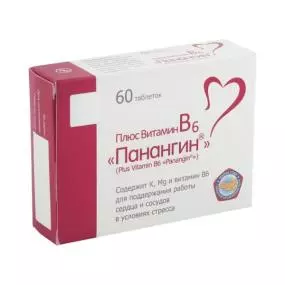 60 таблеток
Плюс Витамин B6
«Панангин®»
(Plus Vitamin B6 «Panangin®»)
Содержит K, Mg и витамин B6
для поддержания работы
сердца и сосудов
в условиях стресса